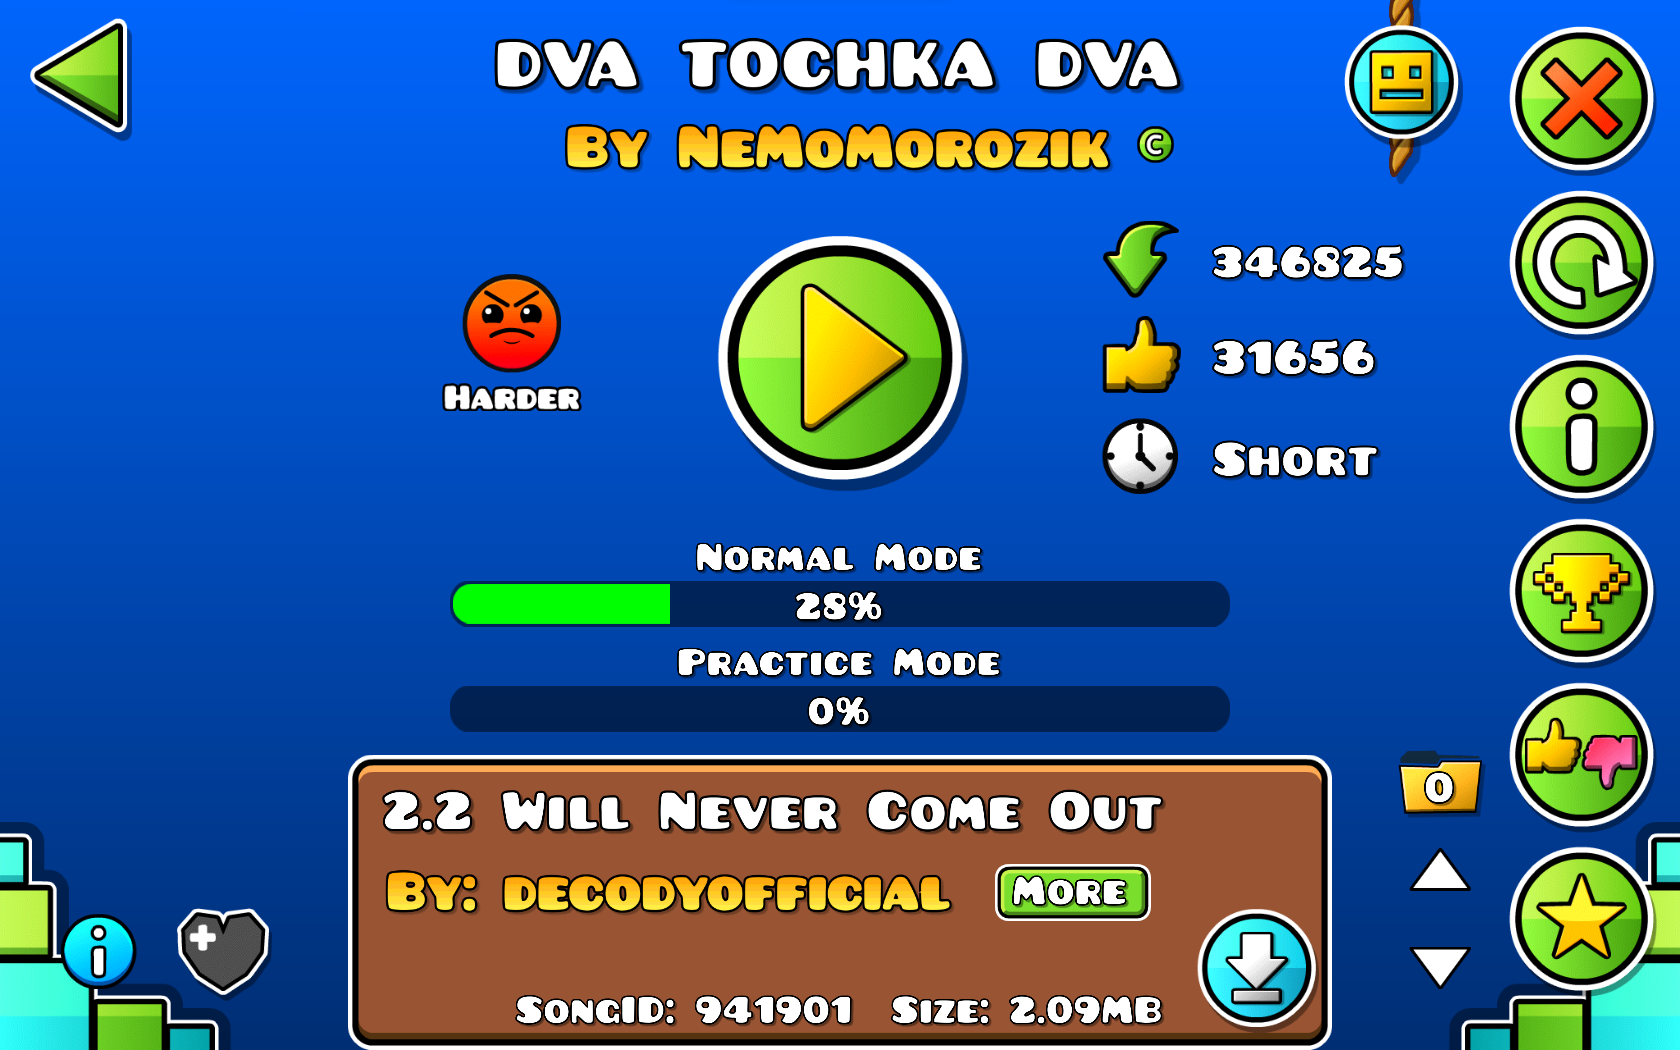 DVA TOCHKA DVA
By NeMoMorozik ©
346825
Harder
31656
Short
Normal Mode
28%
Practice Mode
0%
2.2 Will Never Come Out
By: decodyofficial More
0
SongID: 941901 Size: 2.09MB